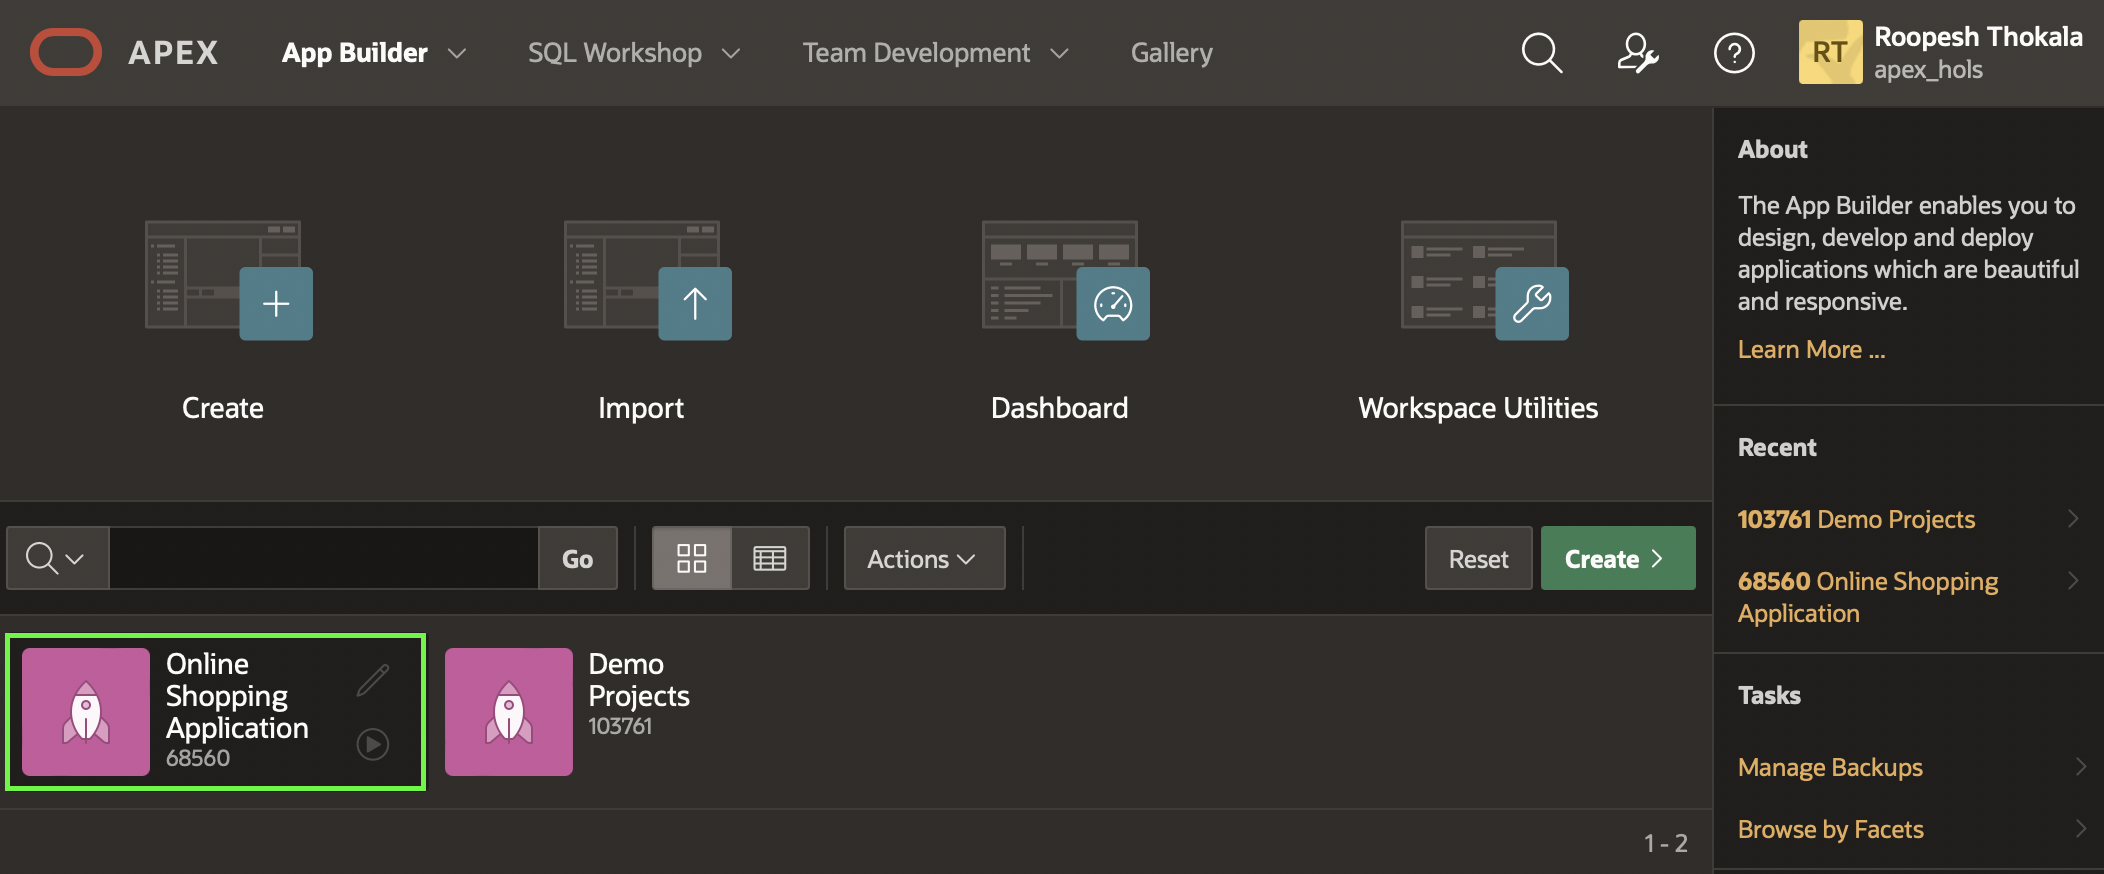 APEX
App Builder
SQL Workshop
Team Development
Gallery
RT
Roopesh Thokala
apex_hols
Create
Import
Dashboard
Workspace Utilities
Go
Actions
Reset
Create
Online
Shopping
Application
68560
Demo
Projects
103761
1 - 2
About
The App Builder enables you to
design, develop and deploy
applications which are beautiful
and responsive.
Learn More ...
Recent
103761 Demo Projects
68560 Online Shopping
Application
Tasks
Manage Backups
Browse by Facets